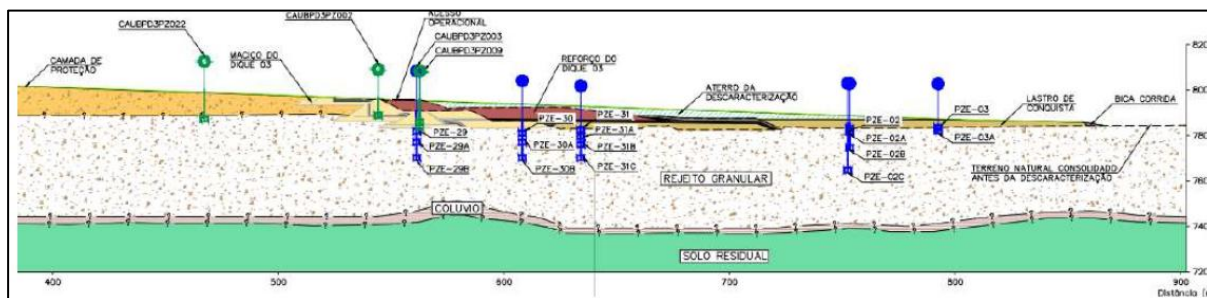 CAUBPD3PZ022
CAMADA DE
PROTEÇÃO
MACIÇO DO
DIQUE 03
CAUBPD3PZ007
ACESSO
OPERACIONAL
CAUBPD3PZ003
CAUBPD3PZ009
REFORÇO DO
DIQUE 03
ATERRO DA
DESCARACTERIZAÇÃO
LASTRO DE
CONQUISTA
BICA CORRIDA
PZE-29
PZE-29A
PZE-29B
PZE-30
PZE-30A
PZE-30B
PZE-31
PZE-31A
PZE-31B
PZE-31C
PZE-02
PZE-02A
PZE-02B
PZE-02C
PZE-03
PZE-03A
TERRENO NATURAL CONSOLIDADO
ANTES DA DESCARACTERIZAÇÃO
REJEITO GRANULAR
COLÚVIO
SOLO RESIDUAL
820
800
780
760
740
720
400
500
600
700
800
900